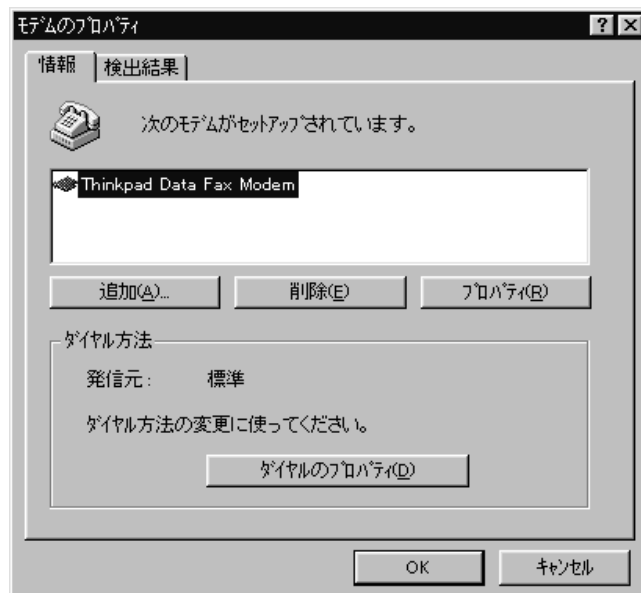 モデムのプロパティ
情報
検出結果
次のモデムがセットアップされています。
Thinkpad Data Fax Modem
追加(A)...
削除(E)
プロパティ(R)
ダイヤル方法
発信元: 標準
ダイヤル方法の変更に使ってください。
ダイヤルのプロパティ(D)
OK
キャンセル